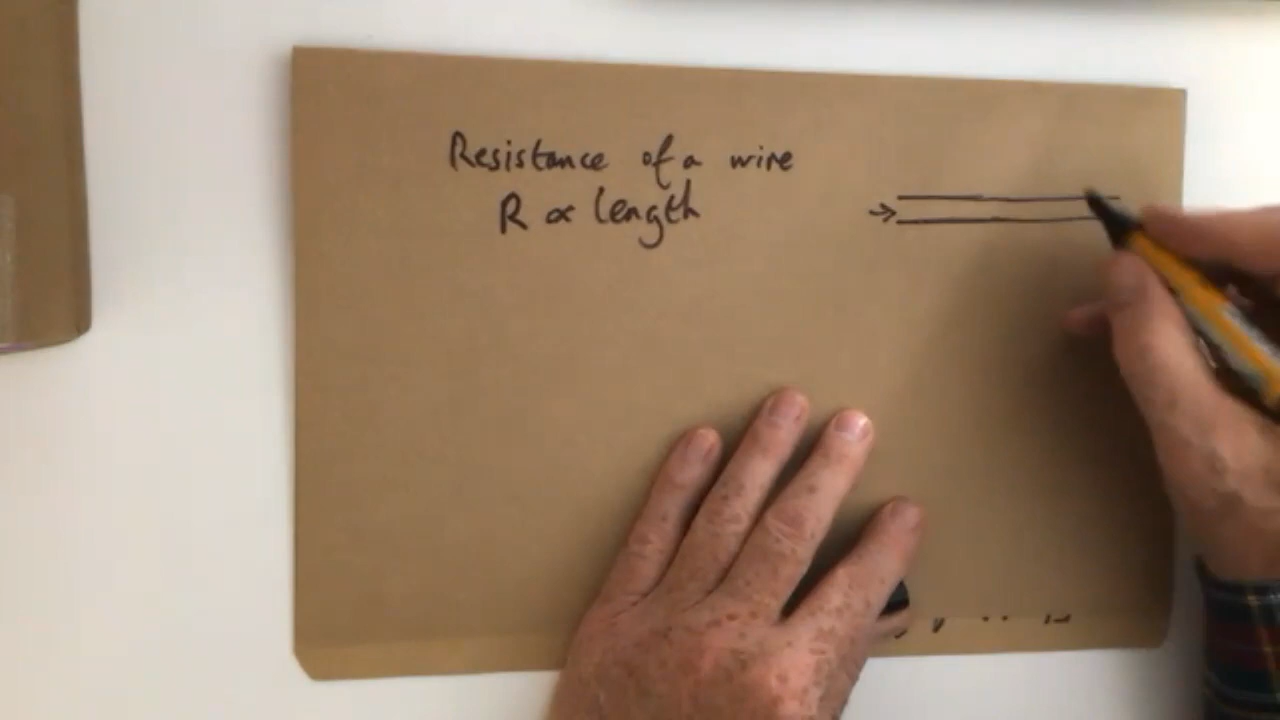 Resistance of a wire
R ∝ length